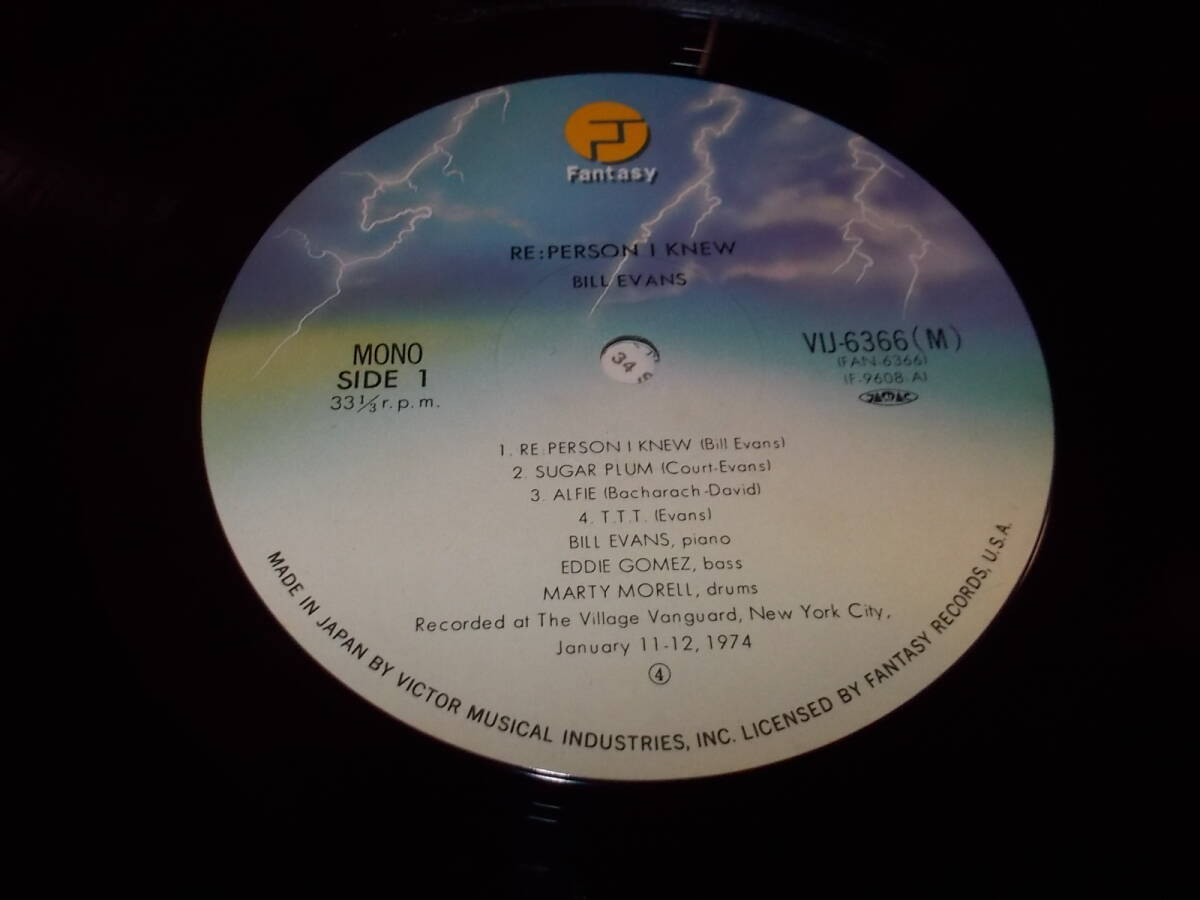 Fantasy
RE:PERSON I KNEW
BILL EVANS
MONO
SIDE 1
33 1/3 r.p.m.
34
VIJ-6366(M)
(FAN-6366)
(F-9608-A)
1. RE:PERSON I KNEW (Bill Evans)
2. SUGAR PLUM (Court-Evans)
3. ALFIE (Bacharach-David)
4. T.T.T. (Evans)
BILL EVANS, piano
EDDIE GOMEZ, bass
MARTY MORELL, drums
Recorded at The Village Vanguard, New York City,
January 11-12, 1974
④
MADE IN JAPAN BY VICTOR MUSICAL INDUSTRIES, INC. LICENSED BY FANTASY RECORDS, U.S.A.